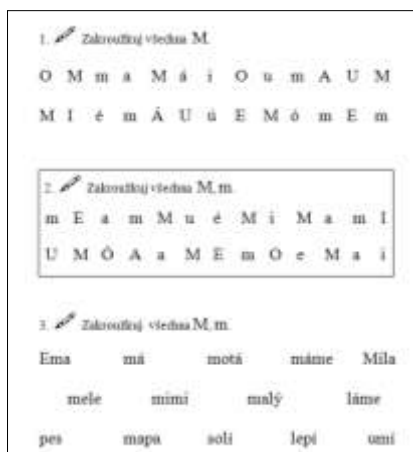 1. Zakroužkuj všechna M.
O M m a M á i O u m A U M
M I é m Á U ú E M ó m E m
2. Zakroužkuj všechna M, m.
m E a m M u é M i M a m I
U M Ó A a M E m O e M a i
3. Zakroužkuj všechna M, m.
Ema má motá máme Míla
mele mimi malý láme
pes mapa solí lepí umí